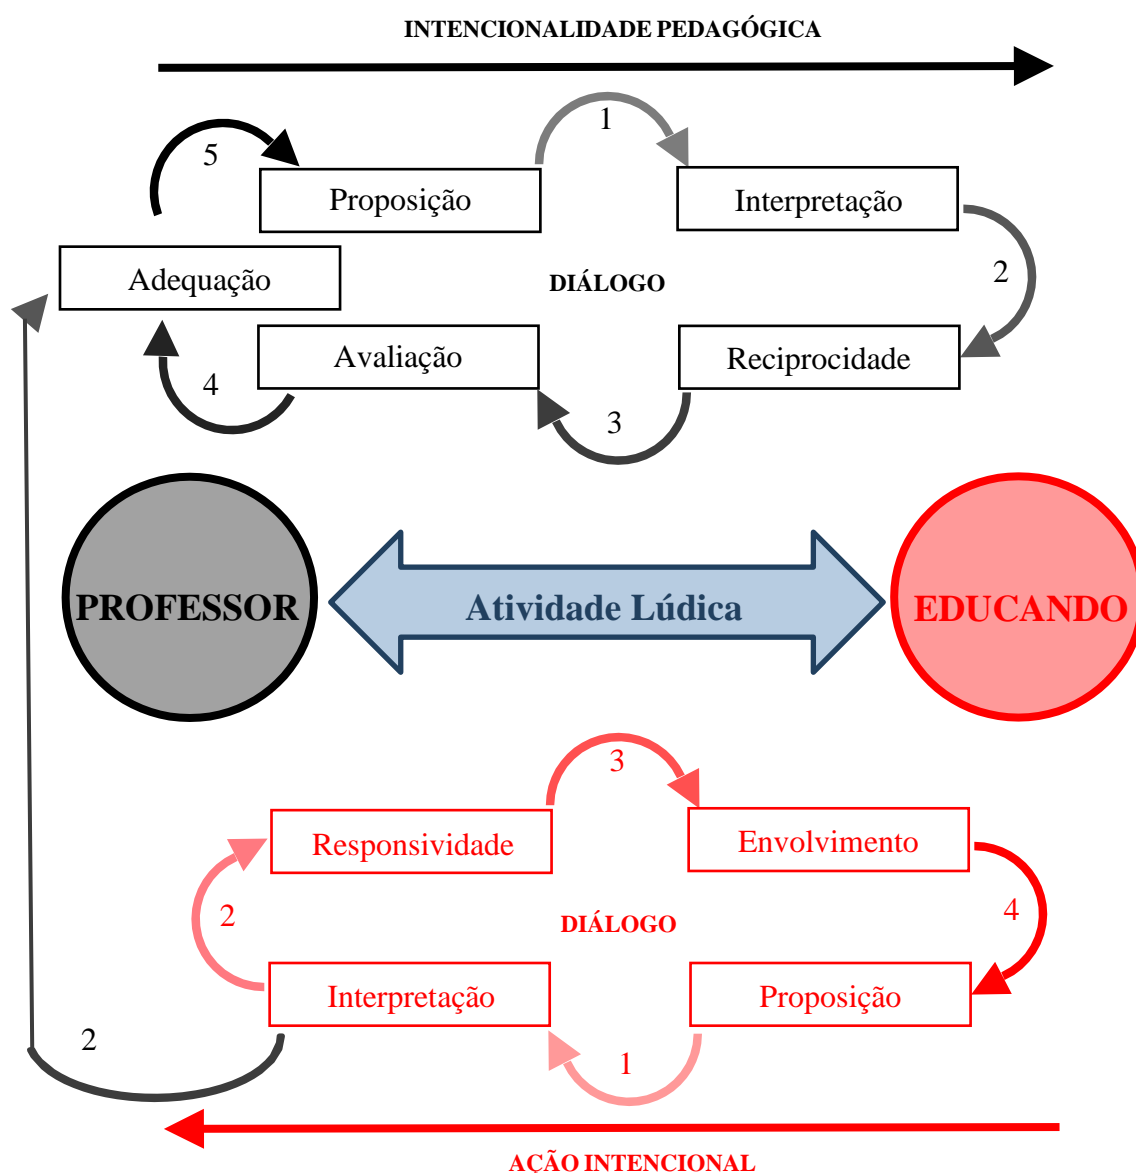 INTENCIONALIDADE PEDAGÓGICA
1
5
Proposição
Interpretação
2
Adequação
DIÁLOGO
Avaliação
Reciprocidade
4
3
PROFESSOR
Atividade Lúdica
EDUCANDO
3
Responsividade
Envolvimento
2
4
DIÁLOGO
Interpretação
Proposição
2
1
AÇÃO INTENCIONAL